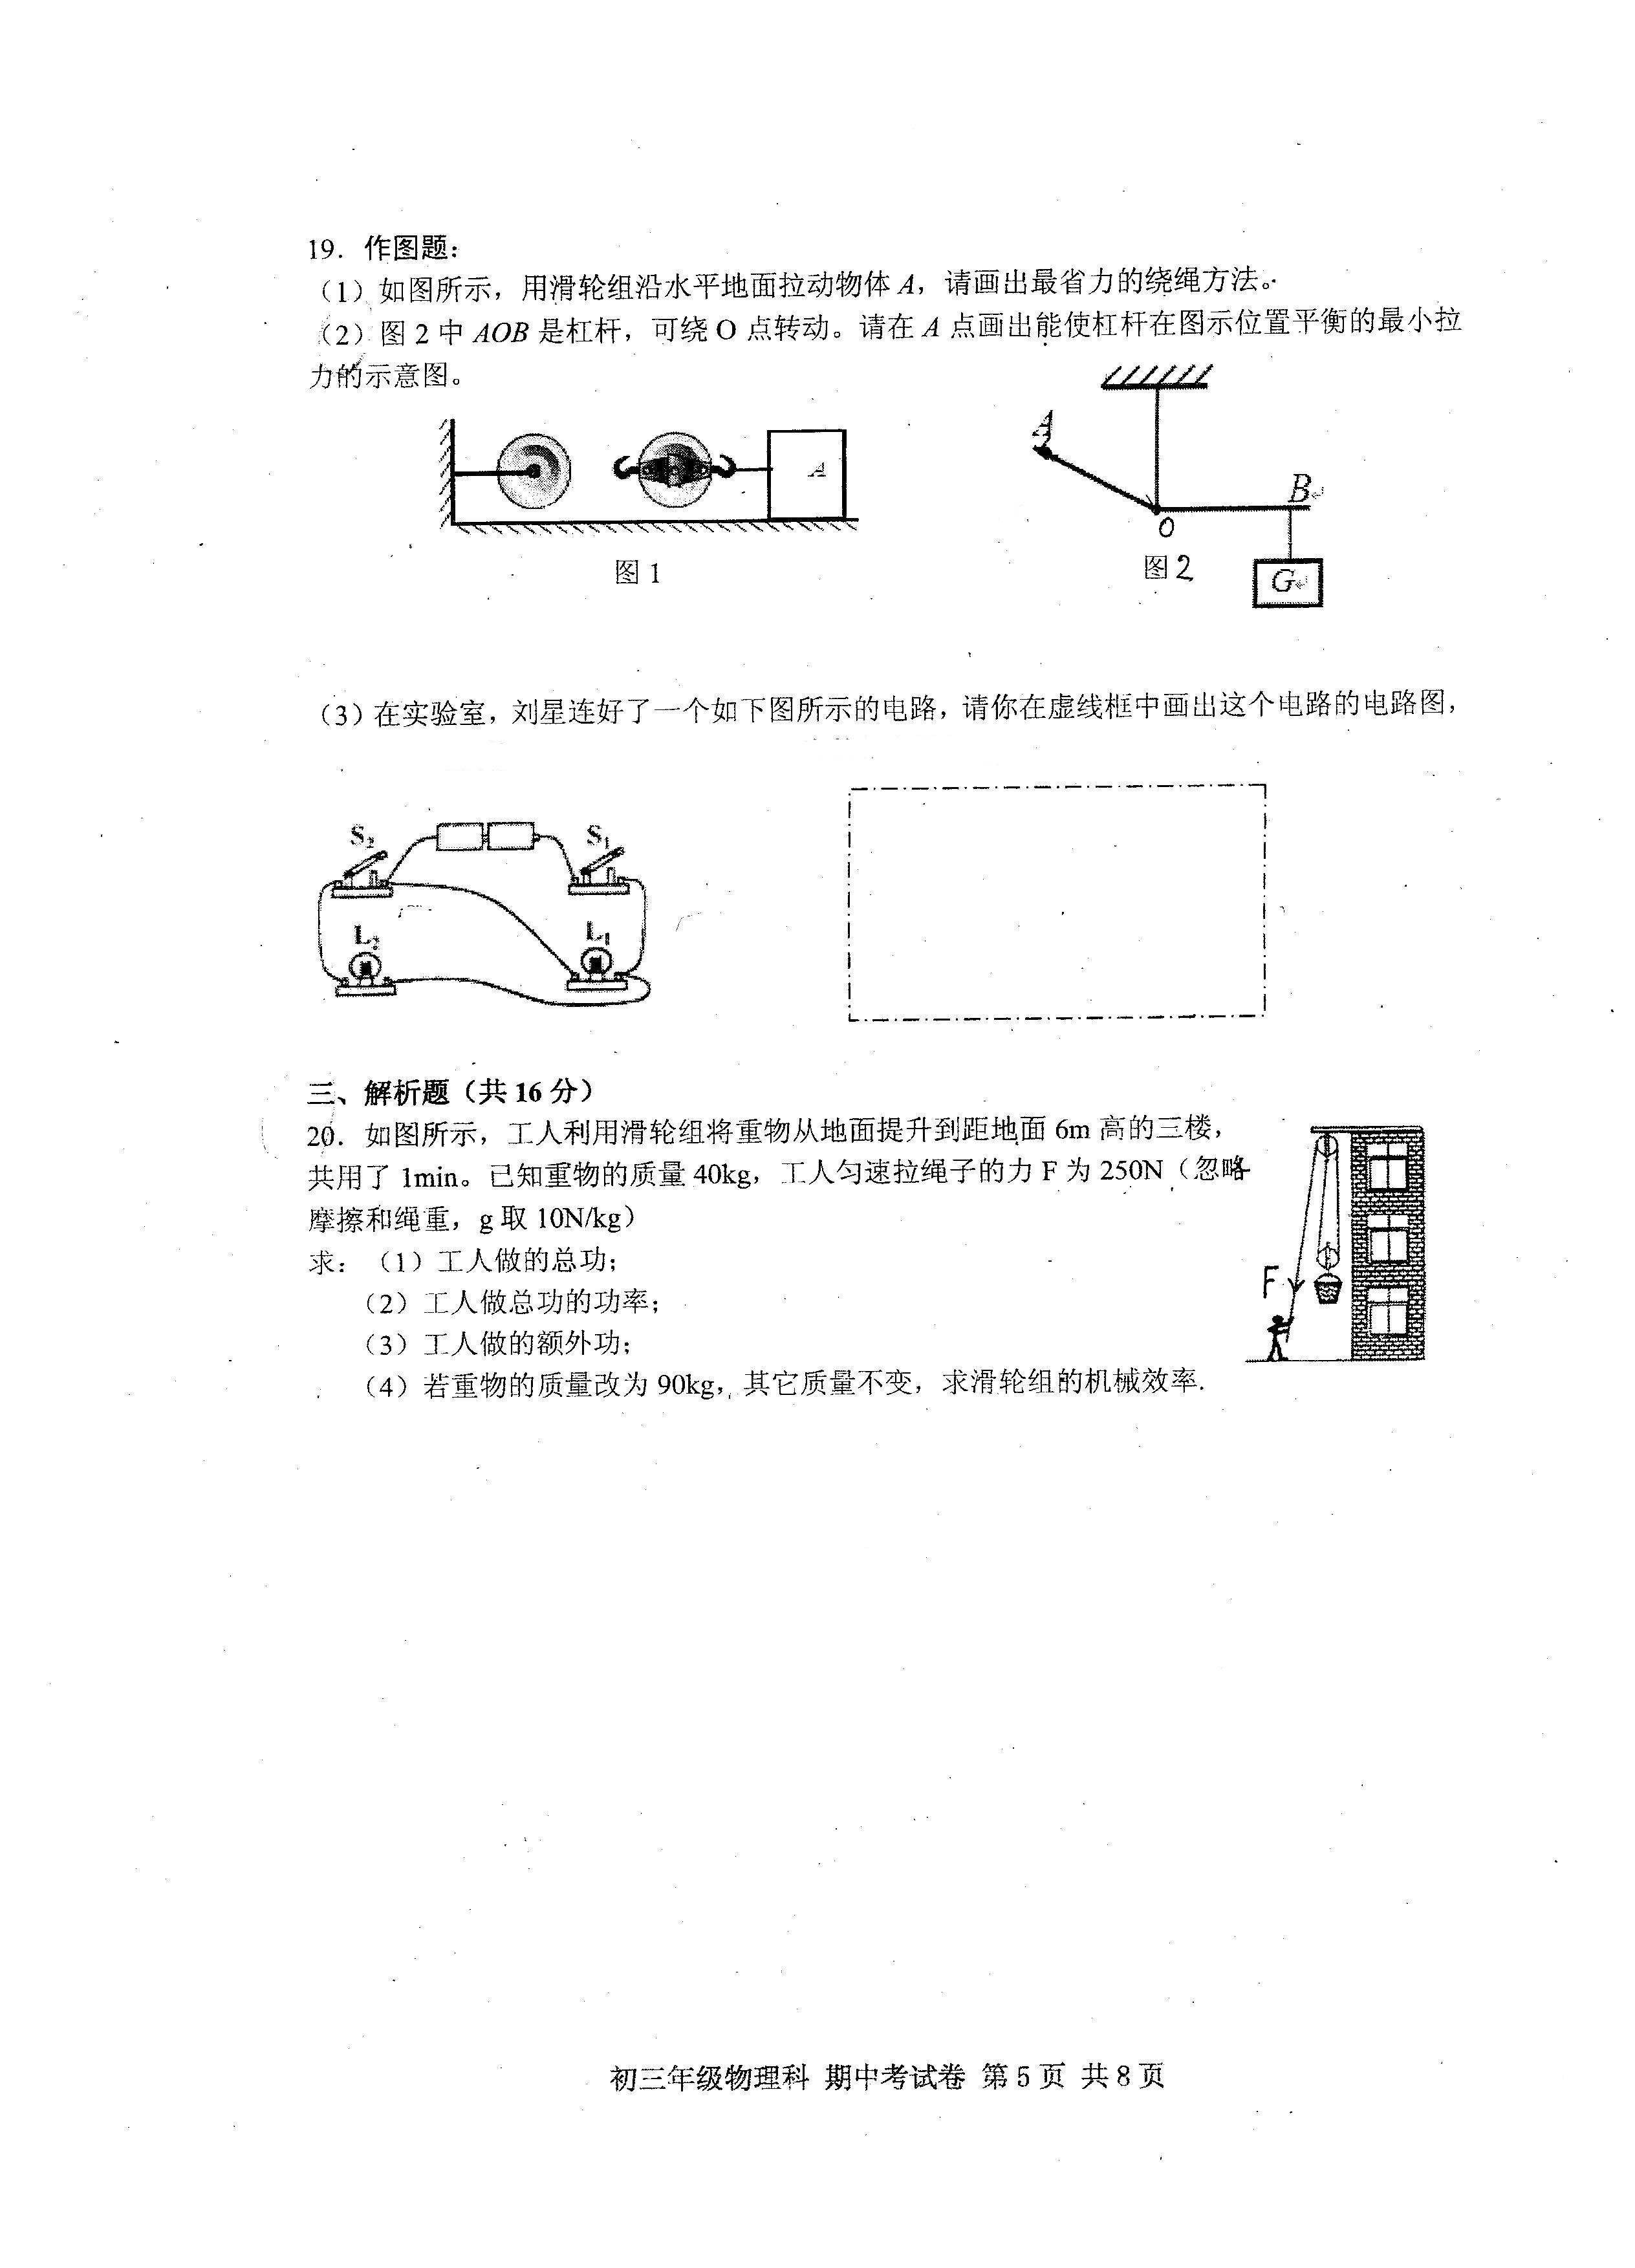 19. 作图题：
（1）如图所示，用滑轮组沿水平地面拉动物体 A，请画出最省力的绕绳方法。
（2）图 2 中 AOB 是杠杆，可绕 O 点转动。请在 A 点画出能使杠杆在图示位置平衡的最小拉
力的示意图。
A
图 1
A
B
O
G
图2
（3）在实验室，刘星连好了一个如下图所示的电路，请你在虚线框中画出这个电路的电路图，
S₂
S₁
L₂
L₁
三、解析题（共 16 分）
20. 如图所示，工人利用滑轮组将重物从地面提升到距地面 6m 高的三楼，
共用了 1min。已知重物的质量 40kg，工人匀速拉绳子的力 F 为 250N（忽略
摩擦和绳重，g 取 10N/kg）
求：（1）工人做的总功；
（2）工人做总功的功率；
（3）工人做的额外功；
（4）若重物的质量改为 90kg，其它质量不变，求滑轮组的机械效率.
F
初三年级物理科 期中考试卷 第 5 页 共 8 页